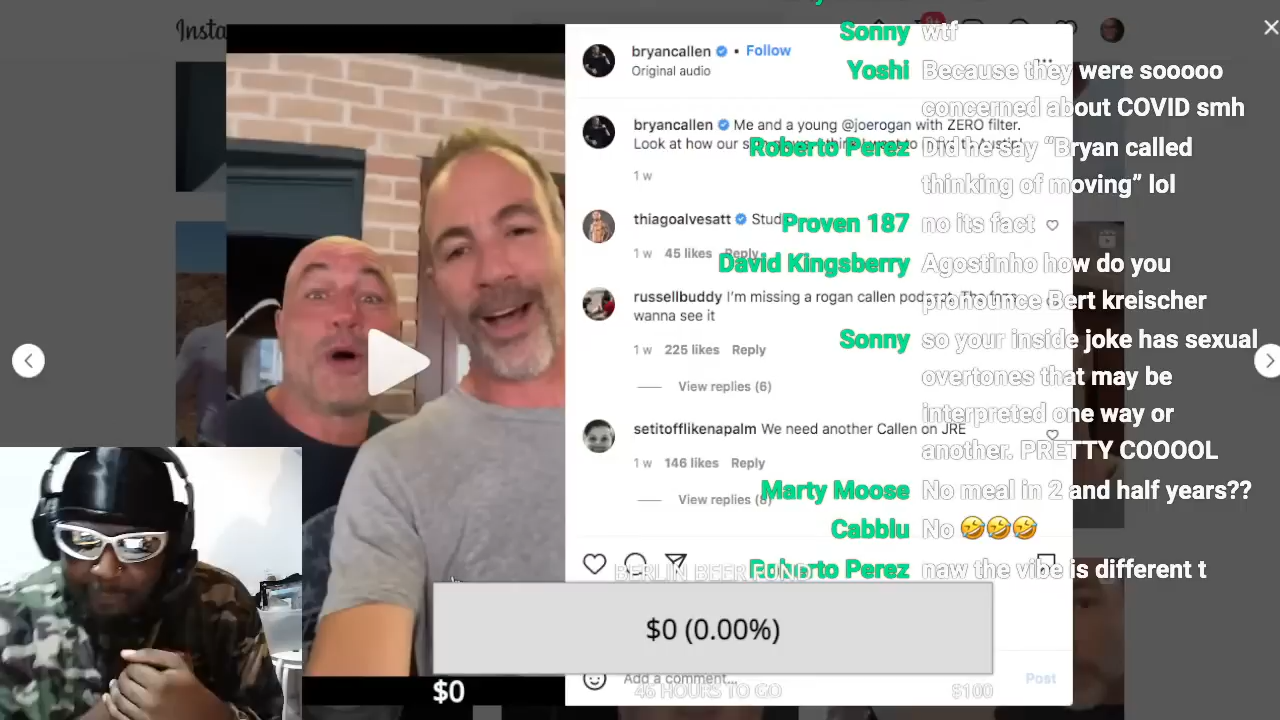 Insta
Sonny wtf
bryancallen • Follow
Original audio
Yoshi Because they were sooooo
concerned about COVID smh
bryancallen Me and a young @joerogan with ZERO filter.
Look at how our
Roberto Perez Did he say “Bryan called
thinking of moving” lol
1 w
thiagoalvesatt Stud
Proven 187 no its fact
1 w 45 likes Reply
David Kingsberry Agostinho how do you
pronounce Bert kreischer
russellbuddy I'm missing a rogan callen podcast. The fans
wanna see it
Sonny so your inside joke has sexual
overtones that may be
interpreted one way or
another. PRETTY COOOOL
1 w 225 likes Reply
View replies (6)
setitofflikenapalm We need another Callen on JRE
1 w 146 likes Reply
View replies
Marty Moose No meal in 2 and half years??
Cabblu No 🤣🤣🤣
Roberto Perez naw the vibe is different t
BERLIN BEER FUND
$0 (0.00%)
Add a comment...
Post
$0
46 HOURS TO GO
$100